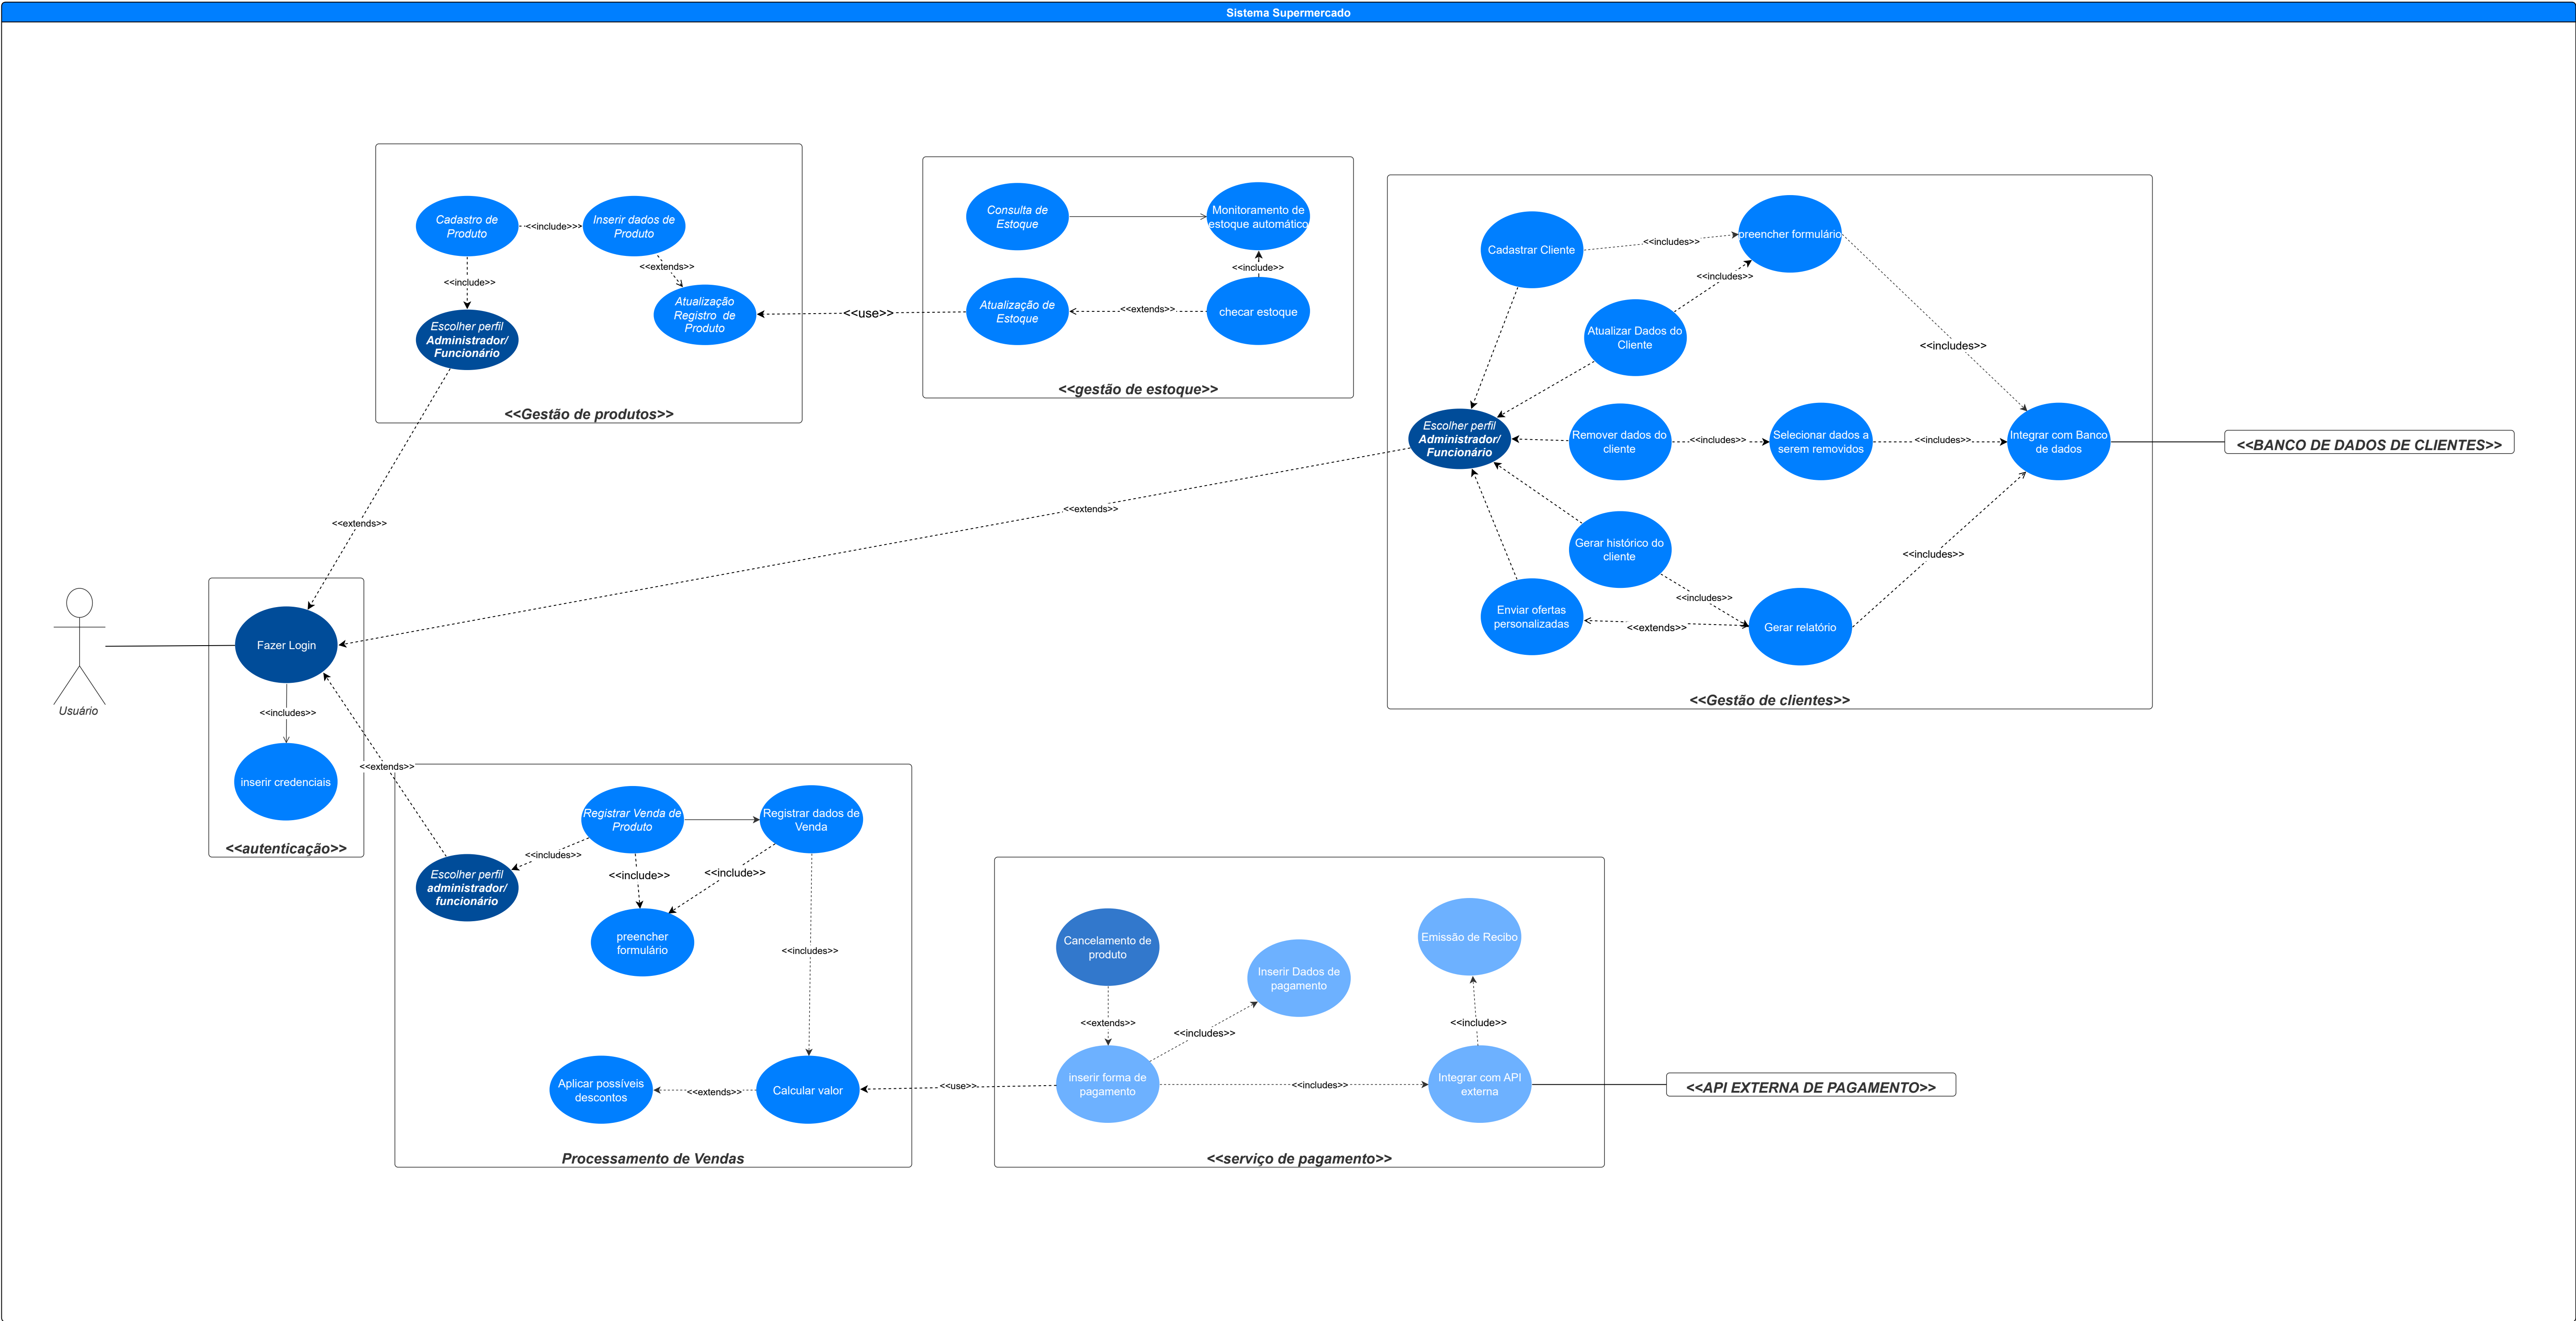 Sistema Supermercado
Cadastro de
Produto
<<include>>>
Inserir dados de
Produto
<<include>>
<<extends>>
Escolher perfil
Administrador/
Funcionário
Atualização
Registro de
Produto
<<Gestão de produtos>>
<<use>>
Consulta de
Estoque
Monitoramento de
estoque automático
<<include>>
Atualização de
Estoque
<<extends>>
checar estoque
<<gestão de estoque>>
Cadastrar Cliente
<<includes>>
preencher formulário
<<includes>>
Atualizar Dados do
Cliente
<<includes>>
Escolher perfil
Administrador/
Funcionário
Remover dados do
cliente
<<includes>>
Selecionar dados a
serem removidos
<<includes>>
Integrar com Banco
de dados
<<BANCO DE DADOS DE CLIENTES>>
Gerar histórico do
cliente
<<includes>>
<<includes>>
Enviar ofertas
personalizadas
<<extends>>
Gerar relatório
<<Gestão de clientes>>
<<extends>>
<<extends>>
Usuário
Fazer Login
<<includes>>
inserir credenciais
<<autenticação>>
<<extends>>
Registrar Venda de
Produto
Registrar dados de
Venda
<<includes>>
<<include>>
<<include>>
Escolher perfil
administrador/
funcionário
preencher
formulário
<<includes>>
Aplicar possíveis
descontos
<<extends>>
Calcular valor
Processamento de Vendas
<<use>>
Cancelamento de
produto
Inserir Dados de
pagamento
Emissão de Recibo
<<extends>>
<<includes>>
<<include>>
inserir forma de
pagamento
<<includes>>
Integrar com API
externa
<<API EXTERNA DE PAGAMENTO>>
<<serviço de pagamento>>